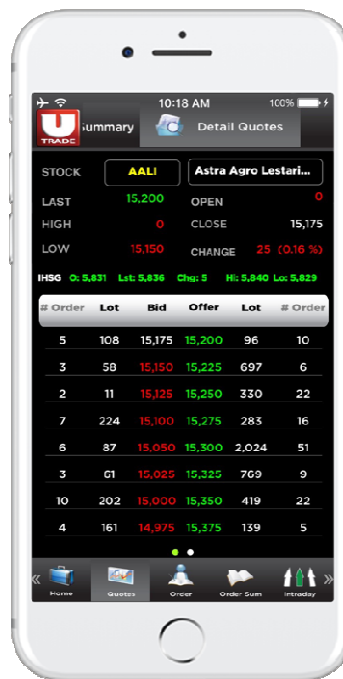 10:18 AM 100%
U TRADE
Summary Detail Quotes
STOCK AALI Astra Agro Lestari...
LAST 15,200 OPEN 0
HIGH 0 CLOSE 15,175
LOW 15,150 CHANGE 25 (0.16 %)
IHSG O: 5,831 Lst: 5,836 Chg: 5 Hi: 5,840 Lo: 5,829
# Order Lot Bid Offer Lot # Order
5 108 15,175 15,200 96 10
3 58 15,150 15,225 697 6
2 11 15,125 15,250 330 22
7 224 15,100 15,275 283 16
6 87 15,050 15,300 2,024 51
3 61 15,025 15,325 769 9
10 202 15,000 15,350 419 22
4 161 14,975 15,375 139 5
« Home Quotes Order Order Sum Intraday »